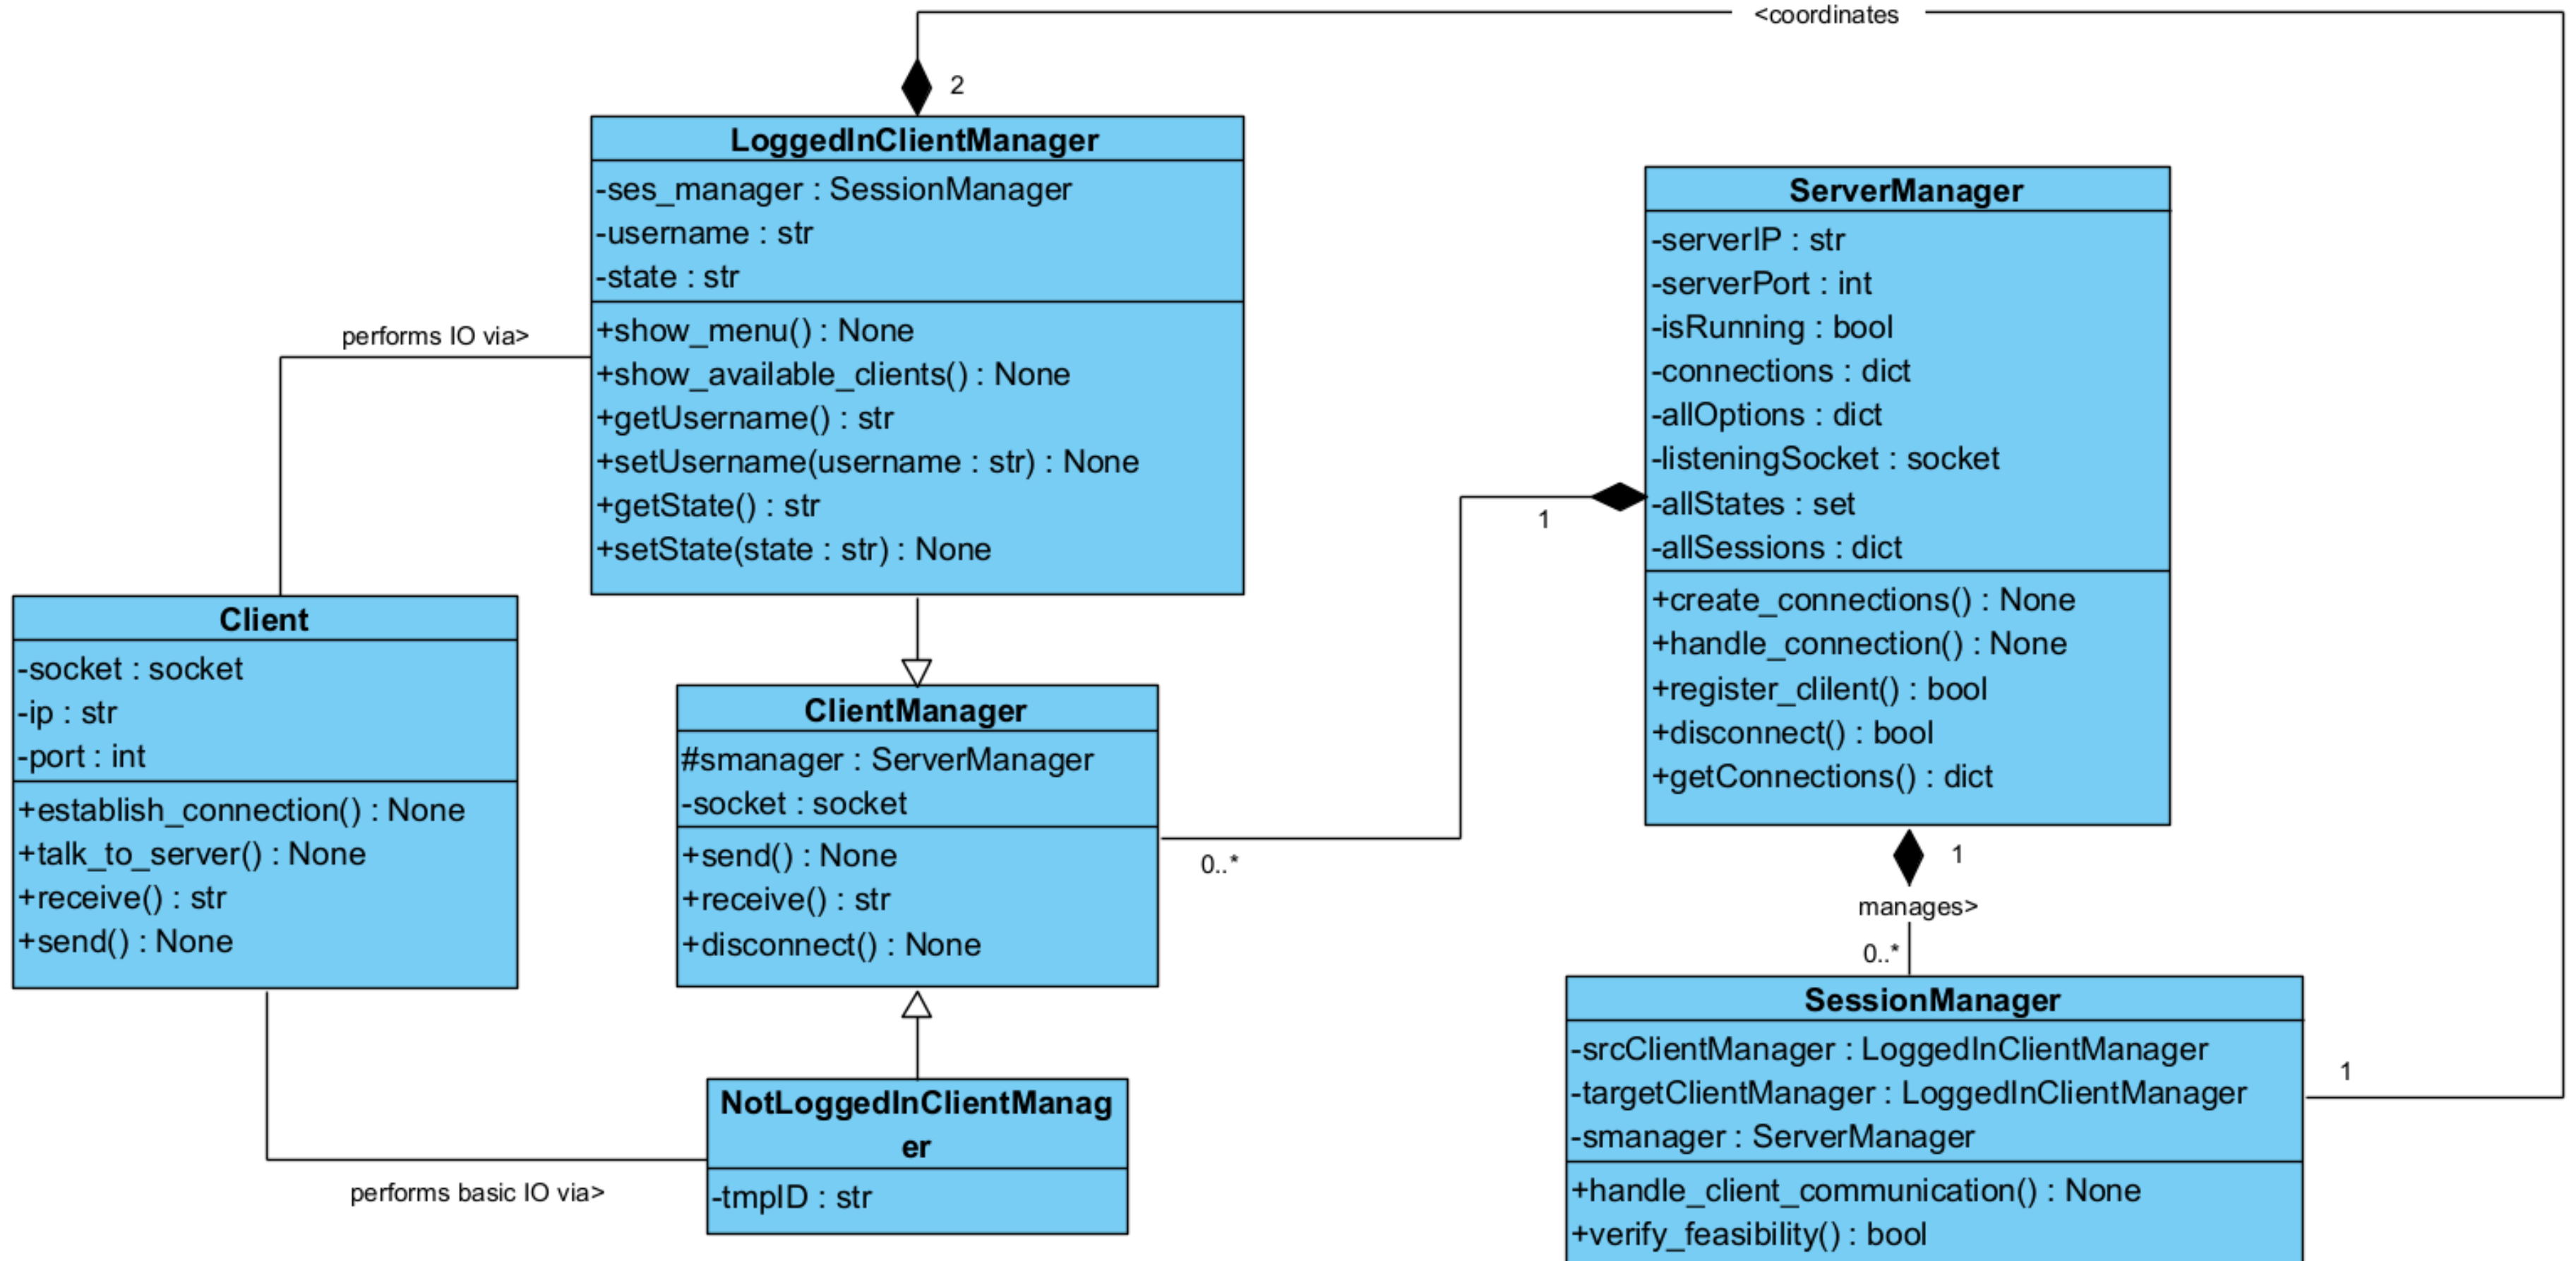 <coordinates
2
LoggedInClientManager
-ses_manager : SessionManager
-username : str
-state : str
+show_menu() : None
+show_available_clients() : None
+getUsername() : str
+setUsername(username : str) : None
+getState() : str
+setState(state : str) : None
performs IO via>
Client
-socket : socket
-ip : str
-port : int
+establish_connection() : None
+talk_to_server() : None
+receive() : str
+send() : None
ClientManager
#smanager : ServerManager
-socket : socket
+send() : None
+receive() : str
+disconnect() : None
0..*
1
NotLoggedInClientManag
er
-tmpID : str
performs basic IO via>
ServerManager
-serverIP : str
-serverPort : int
-isRunning : bool
-connections : dict
-allOptions : dict
-listeningSocket : socket
-allStates : set
-allSessions : dict
+create_connections() : None
+handle_connection() : None
+register_clilent() : bool
+disconnect() : bool
+getConnections() : dict
1
manages>
0..*
SessionManager
-srcClientManager : LoggedInClientManager
-targetClientManager : LoggedInClientManager
-smanager : ServerManager
+handle_client_communication() : None
+verify_feasibility() : bool
1